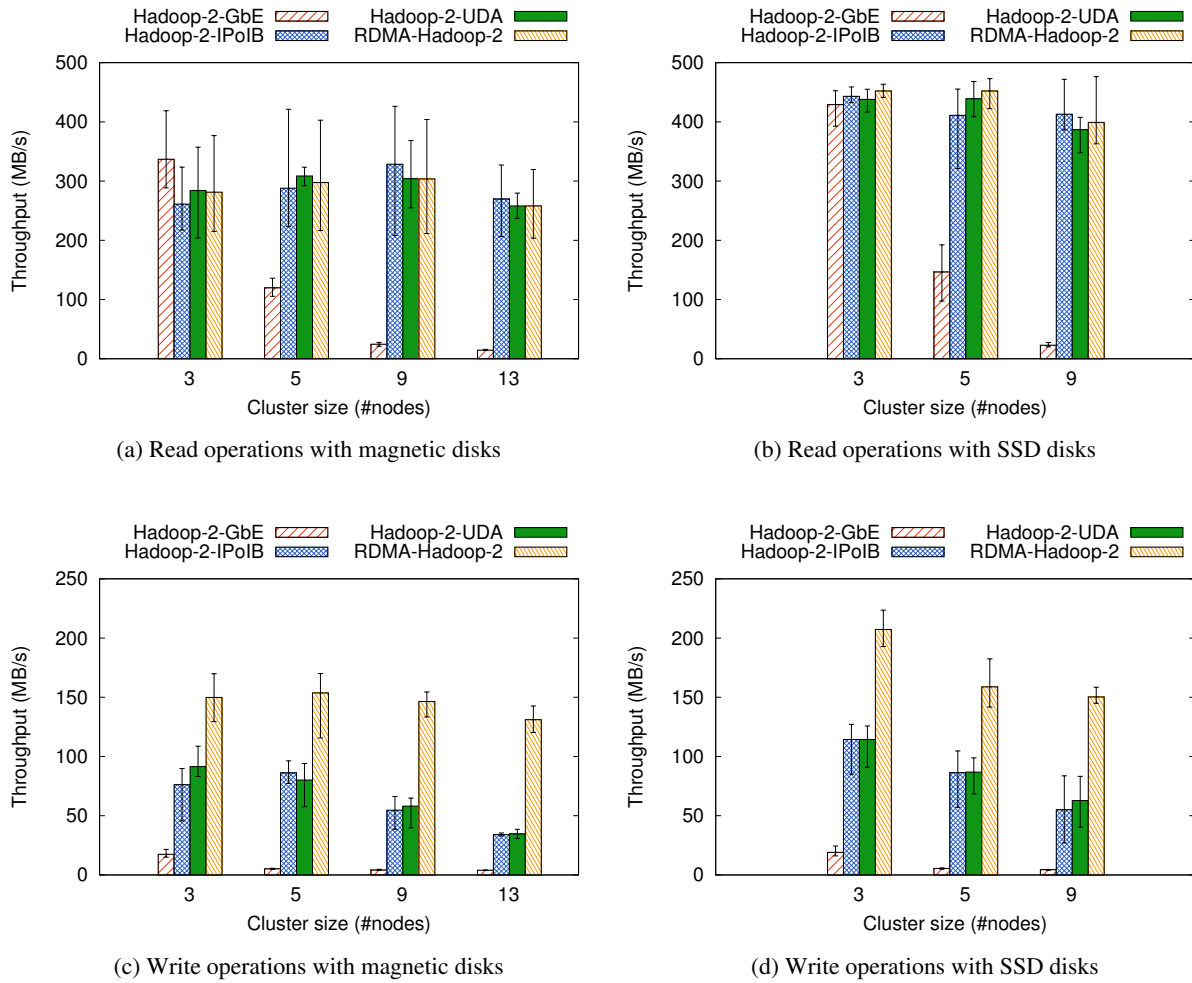 Hadoop-2-GbE Hadoop-2-UDA
Hadoop-2-IPoIB RDMA-Hadoop-2
500
400
300
200
100
0
Throughput (MB/s)
3 5 9 13
Cluster size (#nodes)
(a) Read operations with magnetic disks
Hadoop-2-GbE Hadoop-2-UDA
Hadoop-2-IPoIB RDMA-Hadoop-2
500
400
300
200
100
0
Throughput (MB/s)
3 5 9
Cluster size (#nodes)
(b) Read operations with SSD disks
Hadoop-2-GbE Hadoop-2-UDA
Hadoop-2-IPoIB RDMA-Hadoop-2
250
200
150
100
50
0
Throughput (MB/s)
3 5 9 13
Cluster size (#nodes)
(c) Write operations with magnetic disks
Hadoop-2-GbE Hadoop-2-UDA
Hadoop-2-IPoIB RDMA-Hadoop-2
250
200
150
100
50
0
Throughput (MB/s)
3 5 9
Cluster size (#nodes)
(d) Write operations with SSD disks